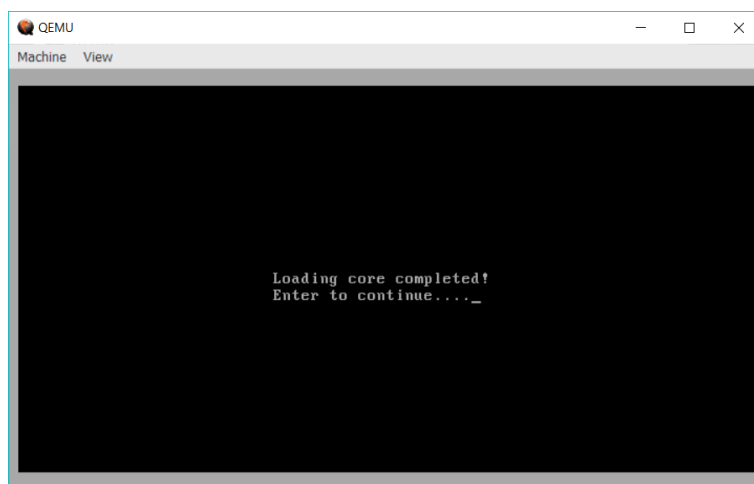 QEMU
Machine View
Loading core completed!
Enter to continue...._